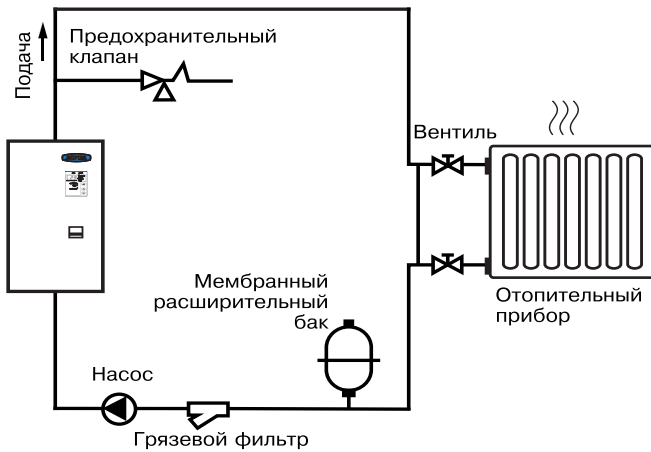 Подача
Предохранительный
клапан
Вентиль
Мембранный
расширительный
бак
Отопительный
прибор
Насос
Грязевой фильтр